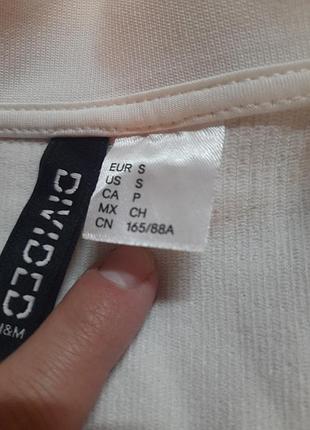 DIVIDED
H&M
EUR S
US S
CA P
MX CH
CN 165/88A